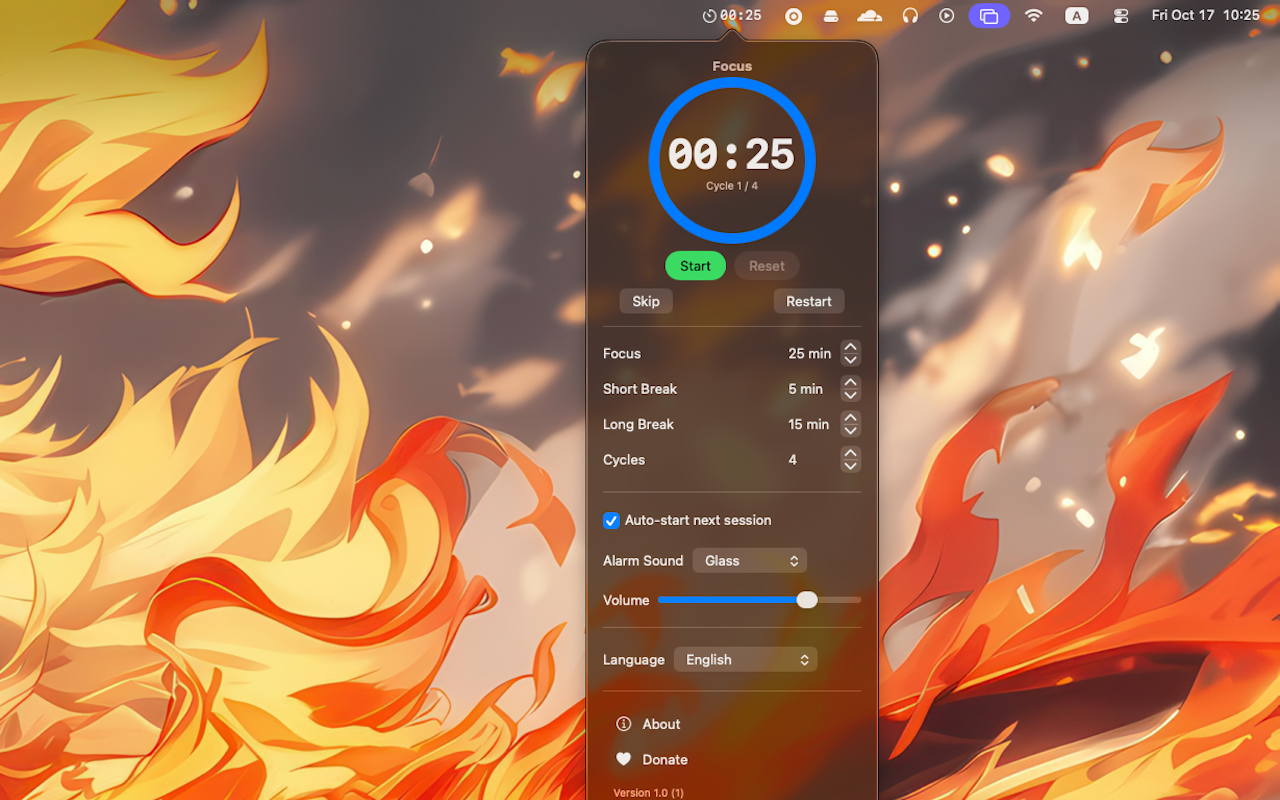 00:25 A Fri Oct 17 10:25
Focus
00:25
Cycle 1 / 4
Start Reset
Skip Restart
Focus 25 min
Short Break 5 min
Long Break 15 min
Cycles 4
Auto-start next session
Alarm Sound Glass
Volume
Language English
About
Donate
Version 1.0 (1)